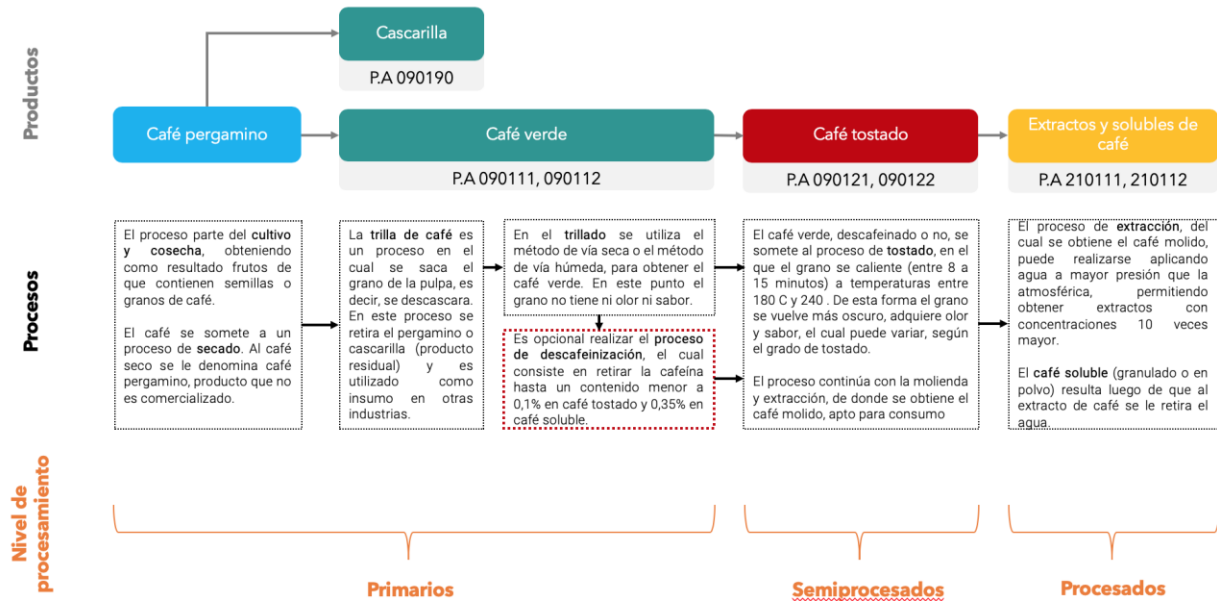 Productos
Cascarilla
P.A 090190
Café pergamino
Café verde
P.A 090111, 090112
Café tostado
P.A 090121, 090122
Extractos y solubles de
café
P.A 210111, 210112
Procesos
El proceso parte del cultivo
y cosecha, obteniendo
como resultado frutos de
que contienen semillas o
granos de café.
El café se somete a un
proceso de secado. Al café
seco se le denomina café
pergamino, producto que no
es comercializado.
La trilla de café es
un proceso en el
cual se saca el
grano de la pulpa, es
decir, se descascara.
En este proceso se
retira el pergamino o
cascarilla (producto
residual) y es
utilizado como
insumo en otras
industrias.
En el trillado se utiliza el
método de vía seca o el método
de vía húmeda, para obtener el
café verde. En este punto el
grano no tiene ni olor ni sabor.
Es opcional realizar el proceso
de descafeinización, el cual
consiste en retirar la cafeína
hasta un contenido menor a
0,1% en café tostado y 0,35% en
café soluble.
El café verde, descafeinado o no, se
somete al proceso de tostado, en el
que el grano se caliente (entre 8 a
15 minutos) a temperaturas entre
180 C y 240 . De esta forma el grano
se vuelve más oscuro, adquiere olor
y sabor, el cual puede variar, según
el grado de tostado.
El proceso continúa con la molienda
y extracción, de donde se obtiene el
café molido, apto para consumo
El proceso de extracción, del
cual se obtiene el café molido,
puede realizarse aplicando
agua a mayor presión que la
atmosférica, permitiendo
obtener extractos con
concentraciones 10 veces
mayor.
El café soluble (granulado o en
polvo) resulta luego de que al
extracto de café se le retira el
agua.
Nivel de
procesamiento
Primarios
Semiprocesados
Procesados